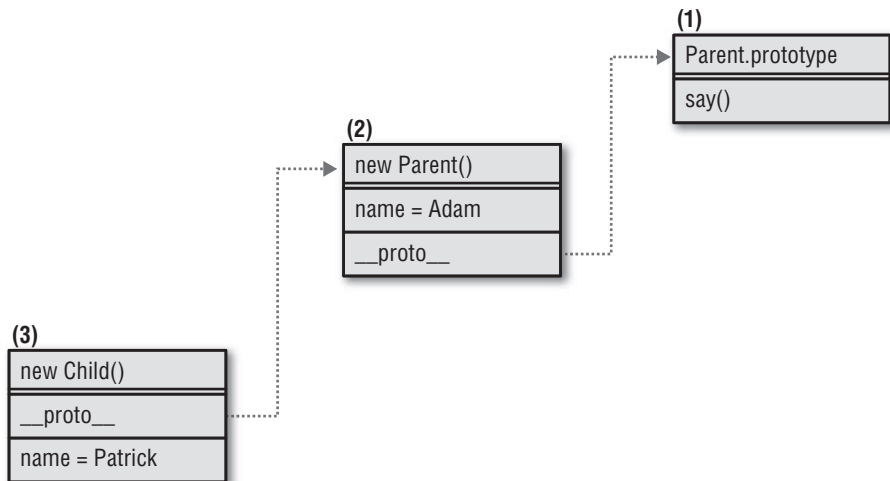 (1)
Parent.prototype
say()
(2)
new Parent()
name = Adam
__proto__
(3)
new Child()
__proto__
name = Patrick